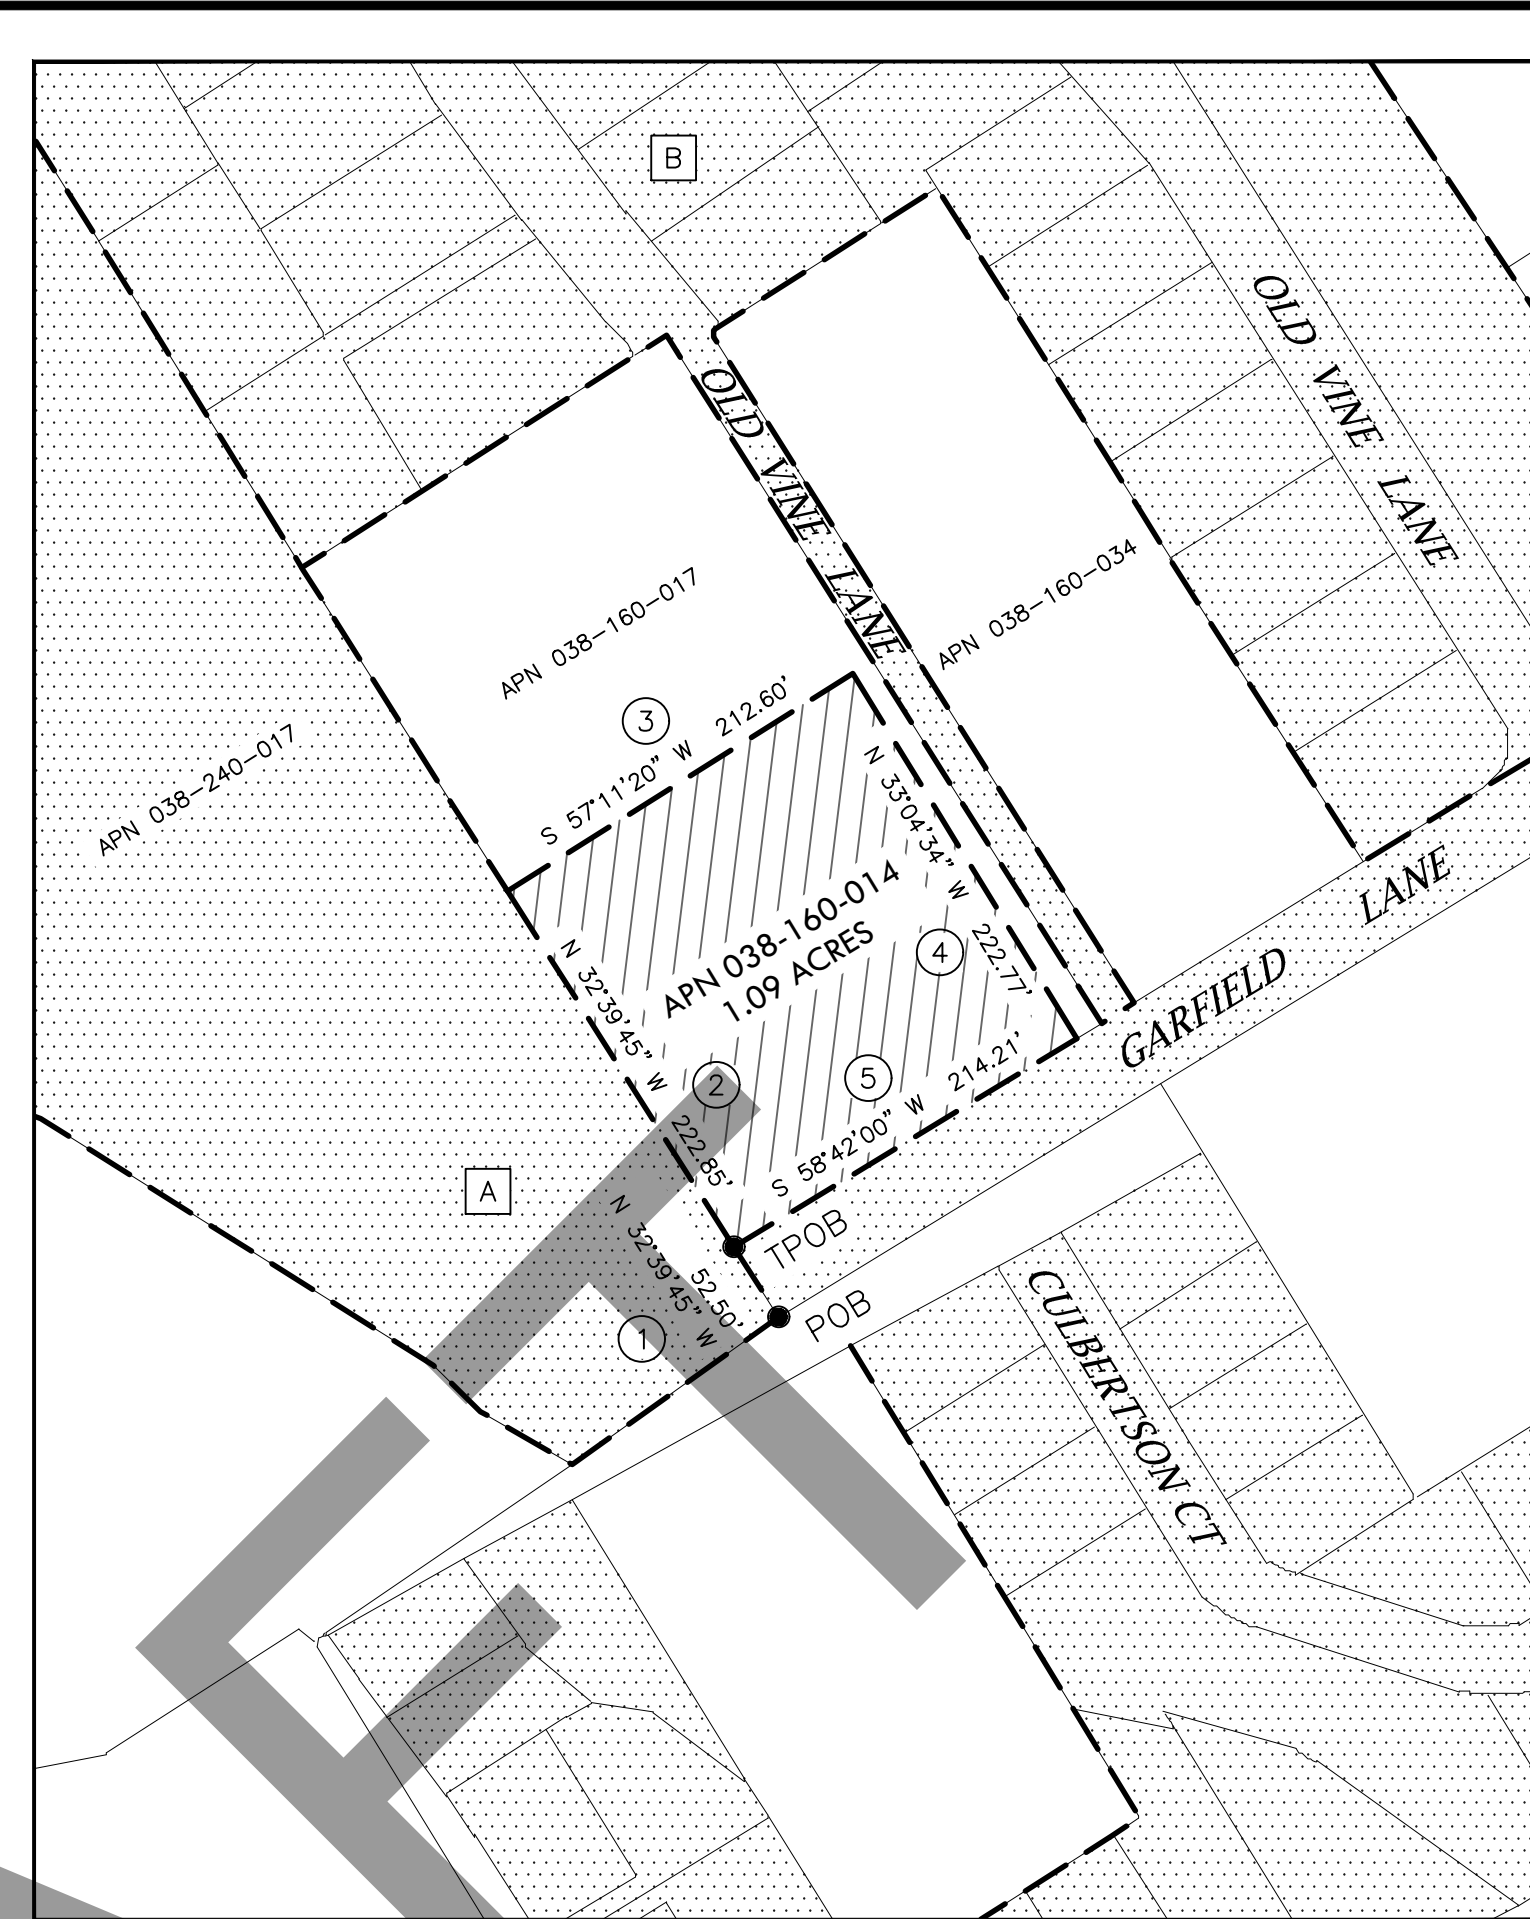 B
OLD VINE LANE
OLD VINE LANE
APN 038-160-017
APN 038-160-034
3
S 57°11'20" W 212.60'
APN 038-240-017
N 33°04'34" W 222.77'
APN 038-160-014
1.09 ACRES
4
N 32°39'45" W 222.85'
GARFIELD LANE
2
5
S 58°42'00" W 214.21'
A
N 32°39'45" W
52.50'
TPOB
POB
1
CULBERTSON CT